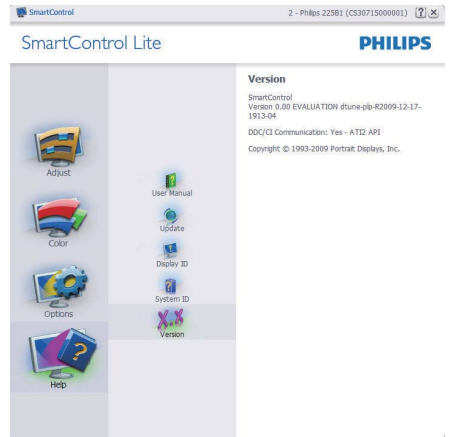 SmartControl
2 - Philips 225B1 (CS30715000001)
? X
SmartControl Lite
PHILIPS
Adjust
Color
Options
? Help
? User Manual
Update
Display ID
? System ID
X.X
Version
Version
SmartControl
Version 0.00 EVALUATION dtune-pip-R2009-12-17-
1913-04
DDC/CI Communication: Yes - ATI2 API
Copyright © 1993-2009 Portrait Displays, Inc.